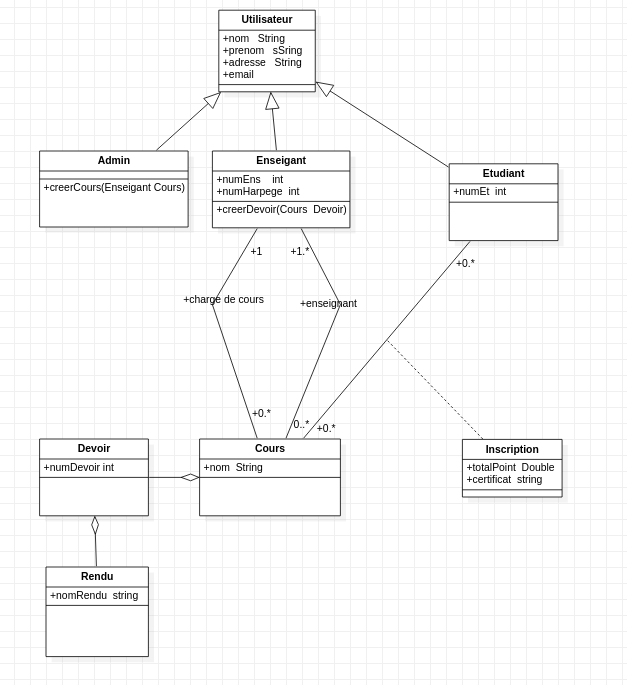 Utilisateur
+nom String
+prenom sSring
+adresse String
+email
Admin
+creerCours(Enseigant Cours)
Enseigant
+numEns int
+numHarpege int
+creerDevoir(Cours Devoir)
Etudiant
+numEt int
+1
+1.*
+0.*
+charge de cours
+enseignant
+0.*
0..*
+0.*
Devoir
+numDevoir int
Cours
+nom String
Inscription
+totalPoint Double
+certificat string
Rendu
+nomRendu string